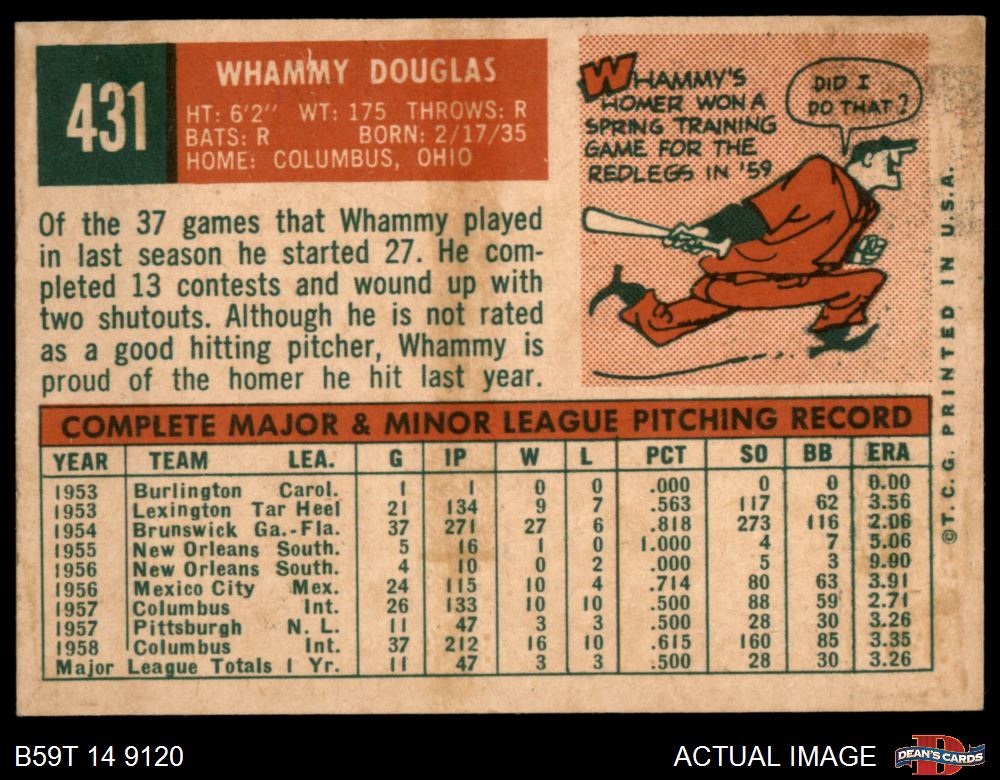 431
WHAMMY DOUGLAS
HT: 6'2" WT: 175 THROWS: R
BATS: R BORN: 2/17/35
HOME: COLUMBUS, OHIO
WHAMMY'S
HOMER WON A
SPRING TRAINING
GAME FOR THE
REDLEGS IN '59
DID I
DO THAT?
Of the 37 games that Whammy played
in last season he started 27. He com-
pleted 13 contests and wound up with
two shutouts. Although he is not rated
as a good hitting pitcher, Whammy is
proud of the homer he hit last year.
©T.C.G. PRINTED IN U.S.A.
COMPLETE MAJOR & MINOR LEAGUE PITCHING RECORD
YEAR TEAM LEA. G IP W L PCT SO BB ERA
1953 Burlington Carol. 1 1 0 0 .000 0 0 0.00
1953 Lexington Tar Heel 21 134 9 7 .563 117 62 3.56
1954 Brunswick Ga.-Fla. 37 271 27 6 .818 273 116 2.06
1955 New Orleans South. 5 16 1 0 1.000 4 7 5.06
1956 New Orleans South. 4 10 0 2 .000 5 3 9.90
1956 Mexico City Mex. 24 115 10 4 .714 80 63 3.91
1957 Columbus Int. 26 133 10 10 .500 88 59 2.71
1957 Pittsburgh N. L. 11 47 3 3 .500 28 30 3.26
1958 Columbus Int. 37 212 16 10 .615 160 85 3.35
Major League Totals 1 Yr. 11 47 3 3 .500 28 30 3.26
B59T 14 9120
ACTUAL IMAGE
DEAN'S CARDS